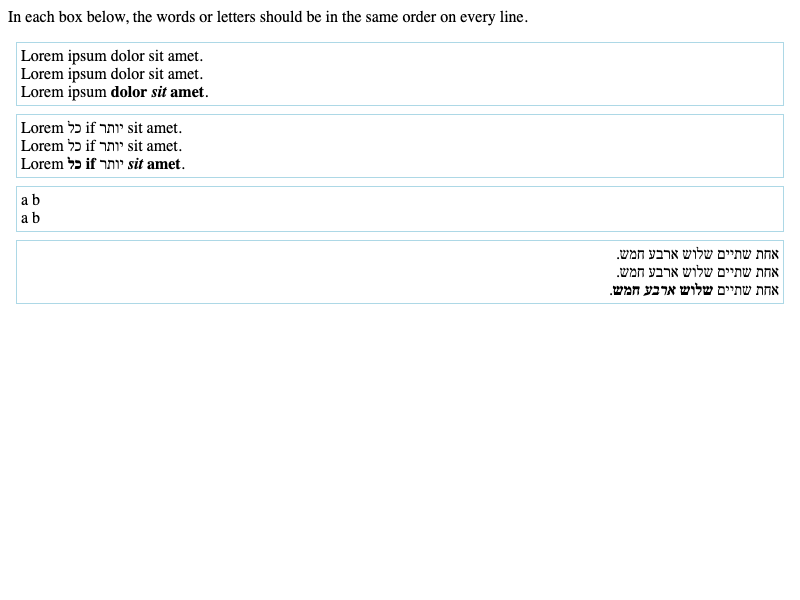 In each box below, the words or letters should be in the same order on every line.
Lorem ipsum dolor sit amet.
Lorem ipsum dolor sit amet.
Lorem ipsum dolor sit amet.
Lorem כל if יותר sit amet.
Lorem כל if יותר sit amet.
Lorem כל if יותר sit amet.
a b
a b
אחת שתיים שלוש ארבע חמש.
אחת שתיים שלוש ארבע חמש.
אחת שתיים שלוש ארבע חמש.